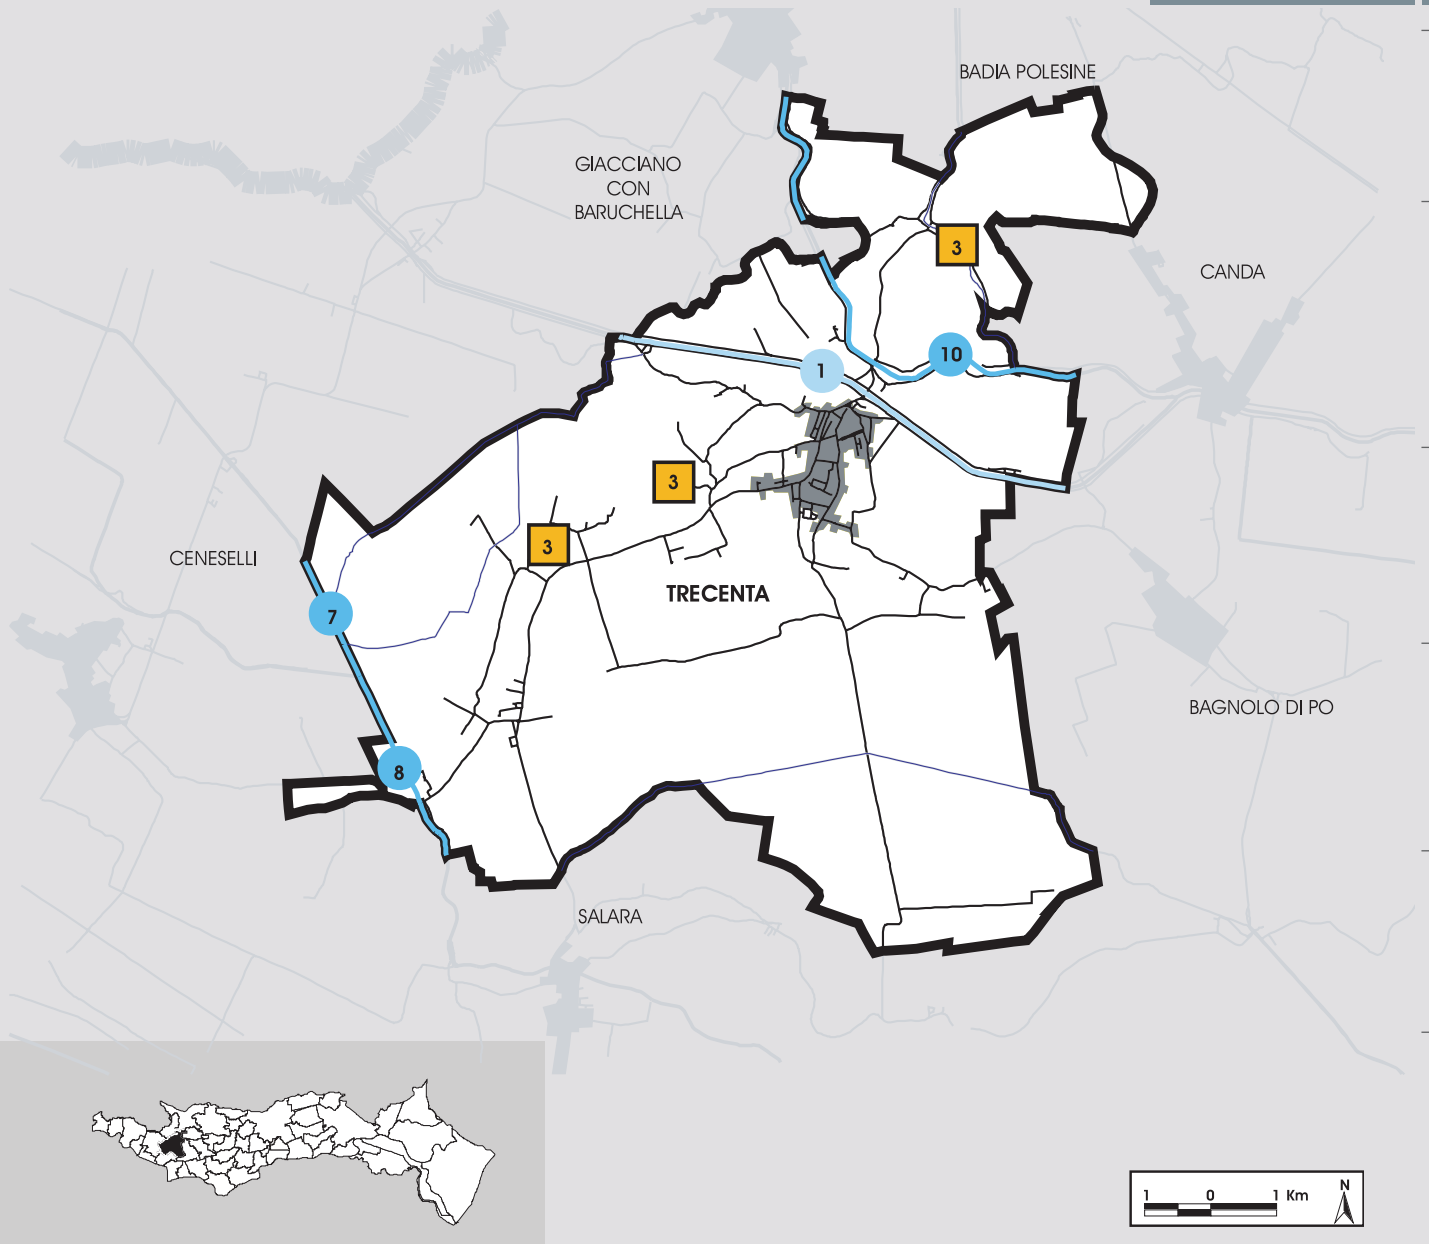 BADIA POLESINE
GIACCIANO
CON
BARUCHELLA
3
CANDA
10
1
3
3
CENESELLI
TRECENTA
7
BAGNOLO DI PO
8
SALARA
N
1 0 1 Km